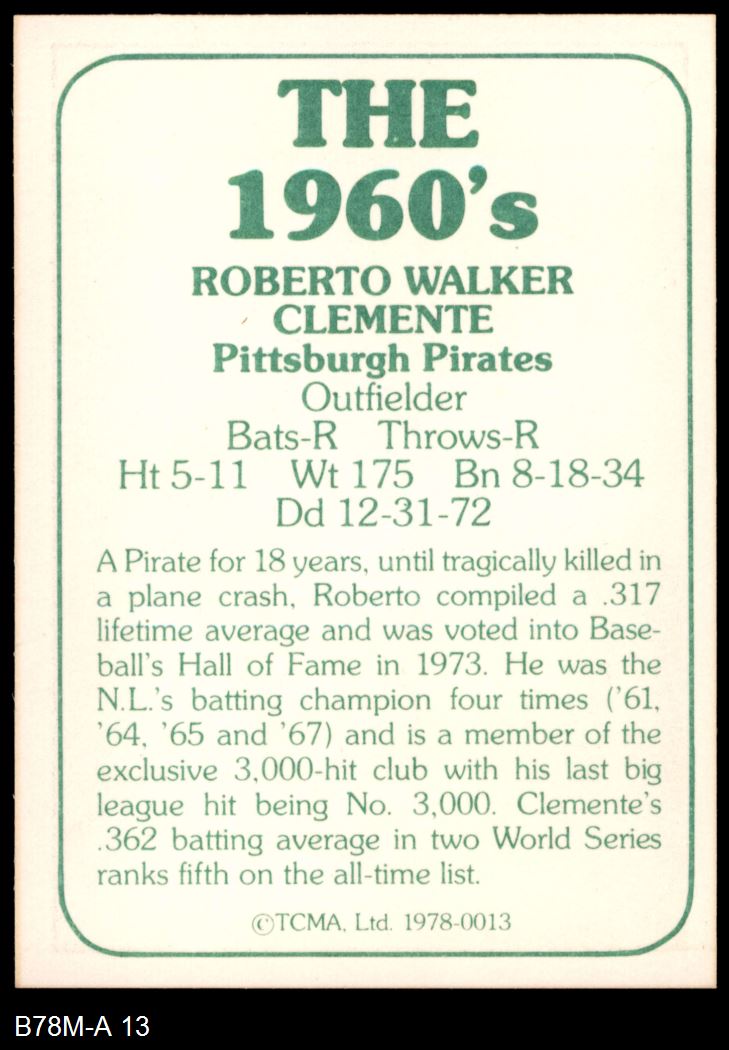 THE
1960's
ROBERTO WALKER
CLEMENTE
Pittsburgh Pirates
Outfielder
Bats-R Throws-R
Ht 5-11 Wt 175 Bn 8-18-34
Dd 12-31-72
A Pirate for 18 years, until tragically killed in
a plane crash, Roberto compiled a .317
lifetime average and was voted into Base-
ball's Hall of Fame in 1973. He was the
N.L.'s batting champion four times ('61,
'64, '65 and '67) and is a member of the
exclusive 3,000-hit club with his last big
league hit being No. 3,000. Clemente's
.362 batting average in two World Series
ranks fifth on the all-time list.
©TCMA, Ltd. 1978-0013
B78M-A 13